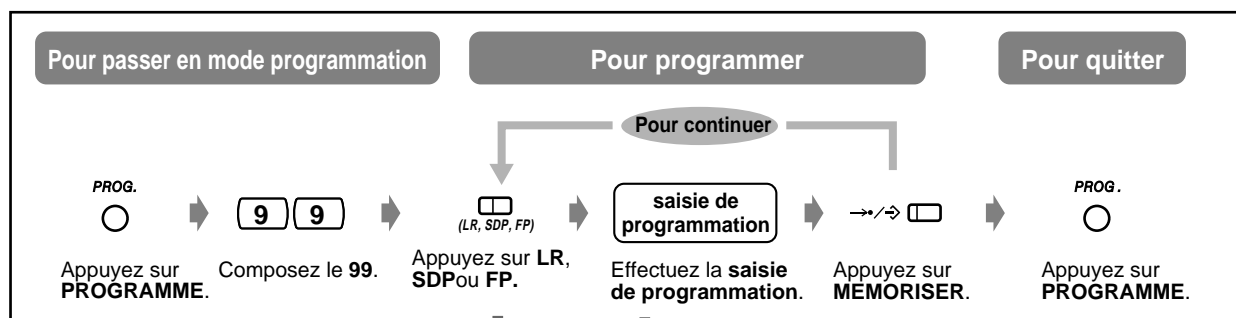 Pour passer en mode programmation
Pour programmer
Pour quitter
Pour continuer
PROG.
9 9
(LR, SDP, FP)
saisie de
programmation
PROG.
Appuyez sur
PROGRAMME.
Composez le 99.
Appuyez sur LR,
SDPou FP.
Effectuez la saisie
de programmation.
Appuyez sur
MEMORISER.
Appuyez sur
PROGRAMME.